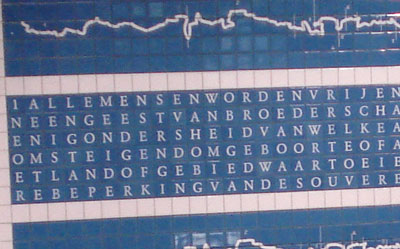 1ALLEMENSENWORDENVRIJEN
NEENGEESTVANBROEDERSCHA
ENIGONDERSHEIDVANWELKEA
OMSTEIGENDOMGEBOORTEOFA
ETLANDOFGEBIEDWAARTOEIE
REBEPERKINGVANDESOUVERE